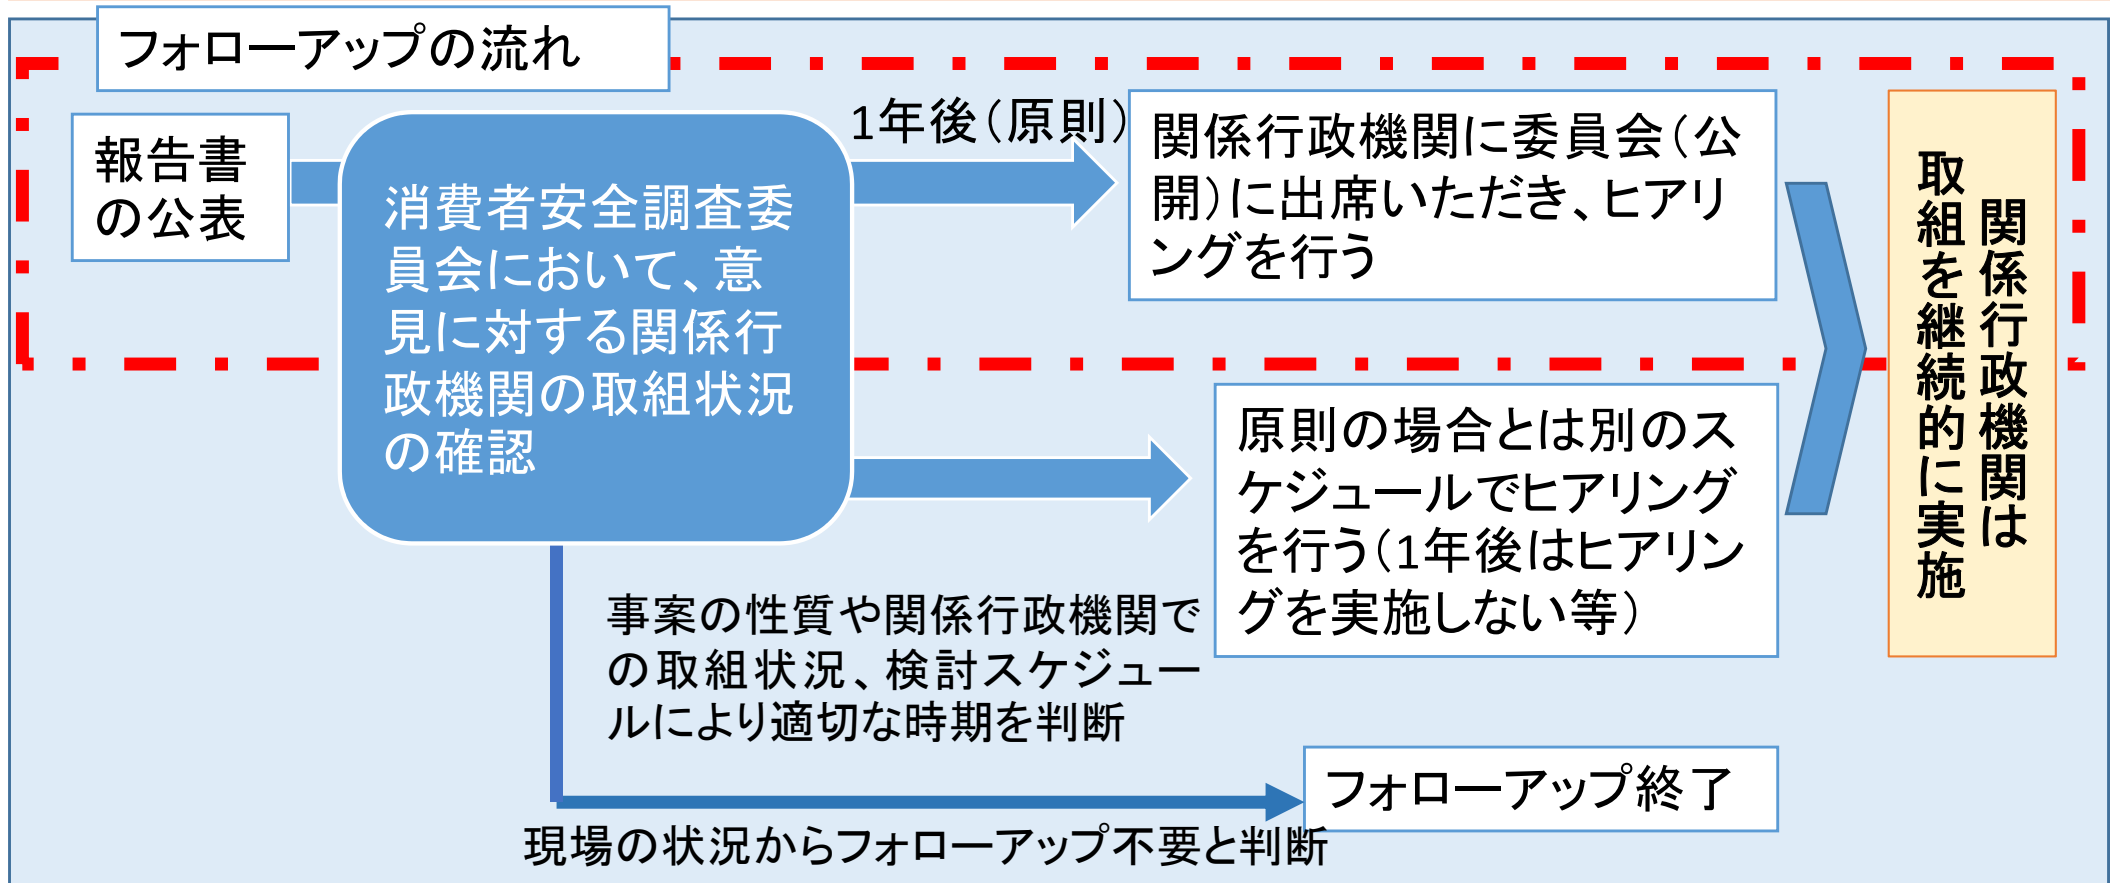 フォローアップの流れ
報告書
の公表
消費者安全調査委
員会において、意
見に対する関係行
政機関の取組状況
の確認
1年後（原則）
関係行政機関に委員会（公
開）に出席いただき、ヒアリ
ングを行う
原則の場合とは別のス
ケジュールでヒアリング
を行う（1年後はヒアリン
グを実施しない等）
関係行政機関は
取組を継続的に実施
事案の性質や関係行政機関で
の取組状況、検討スケジュー
ルにより適切な時期を判断
フォローアップ終了
現場の状況からフォローアップ不要と判断